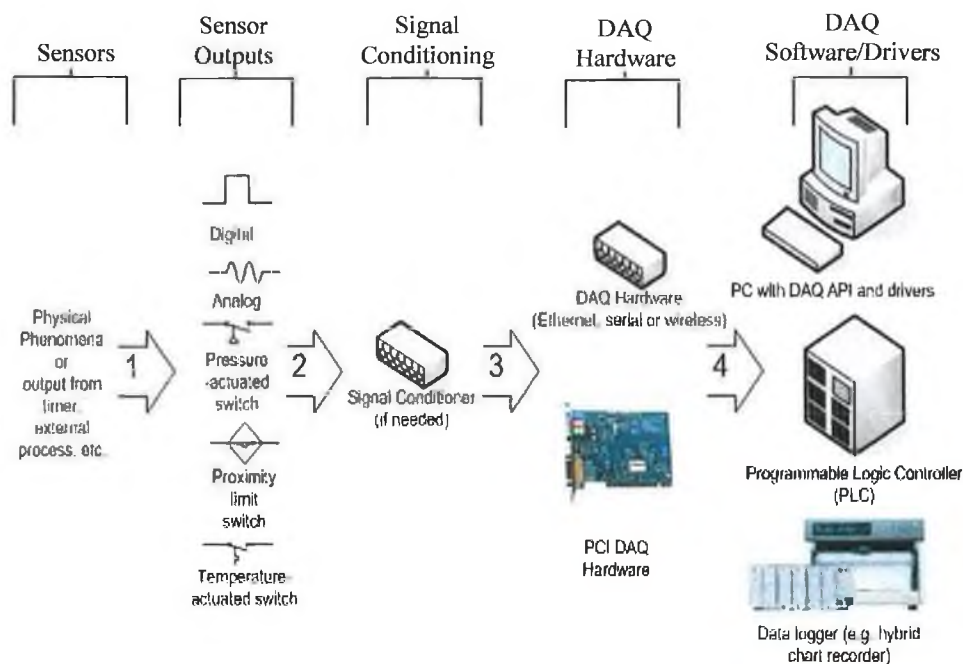 Sensors
Sensor
Outputs
Signal
Conditioning
DAQ
Hardware
DAQ
Software/Drivers
Digital
Analog
Pressure
-actuated
switch
Proximity
limit
switch
Temperature-
actuated switch
Physical
Phenomena
or
output from
timer,
external
process, etc.
1
2
3
4
Signal Conditioner
(if needed)
DAQ Hardware
(Ethernet, serial or wireless)
PCI DAQ
Hardware
PC with DAQ API and drivers
Programmable Logic Controller
(PLC)
Data logger (e.g. hybrid
chart recorder)